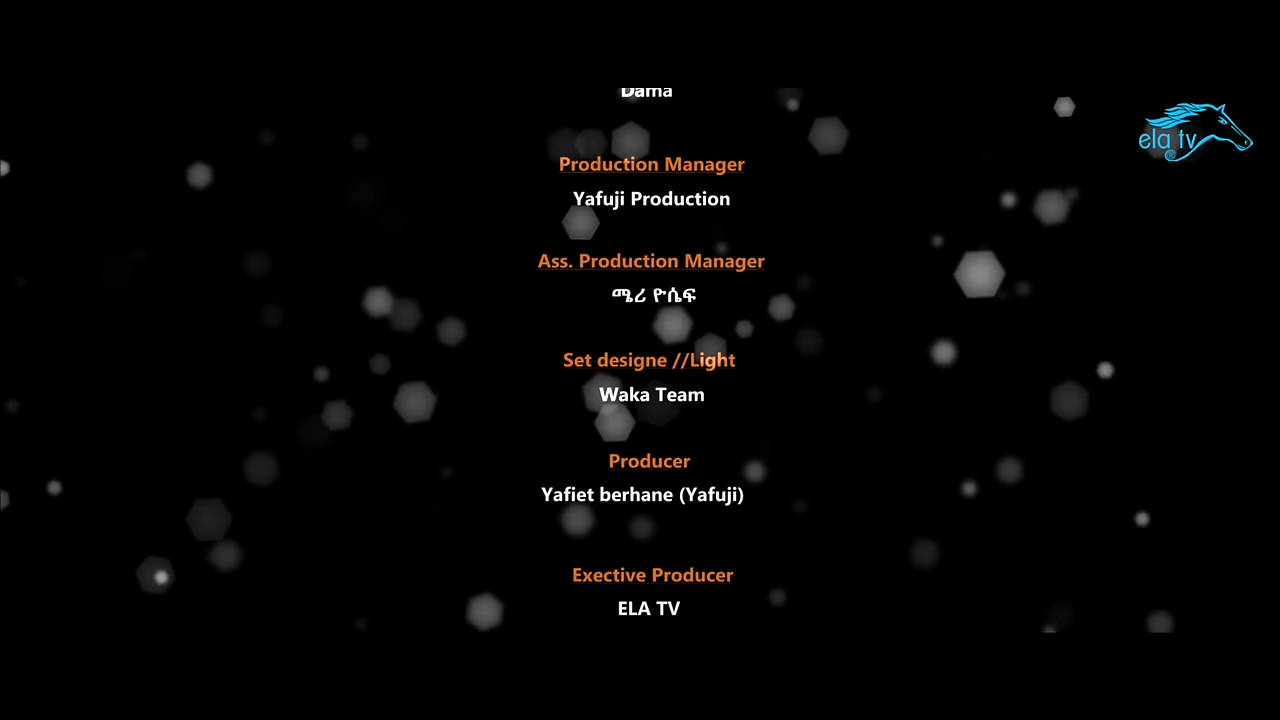 Dama
ela tv
®
Production Manager
Yafuji Production
Ass. Production Manager
ሜሪ ዮሴፍ
Set designe //Light
Waka Team
Producer
Yafiet berhane (Yafuji)
Exective Producer
ELA TV